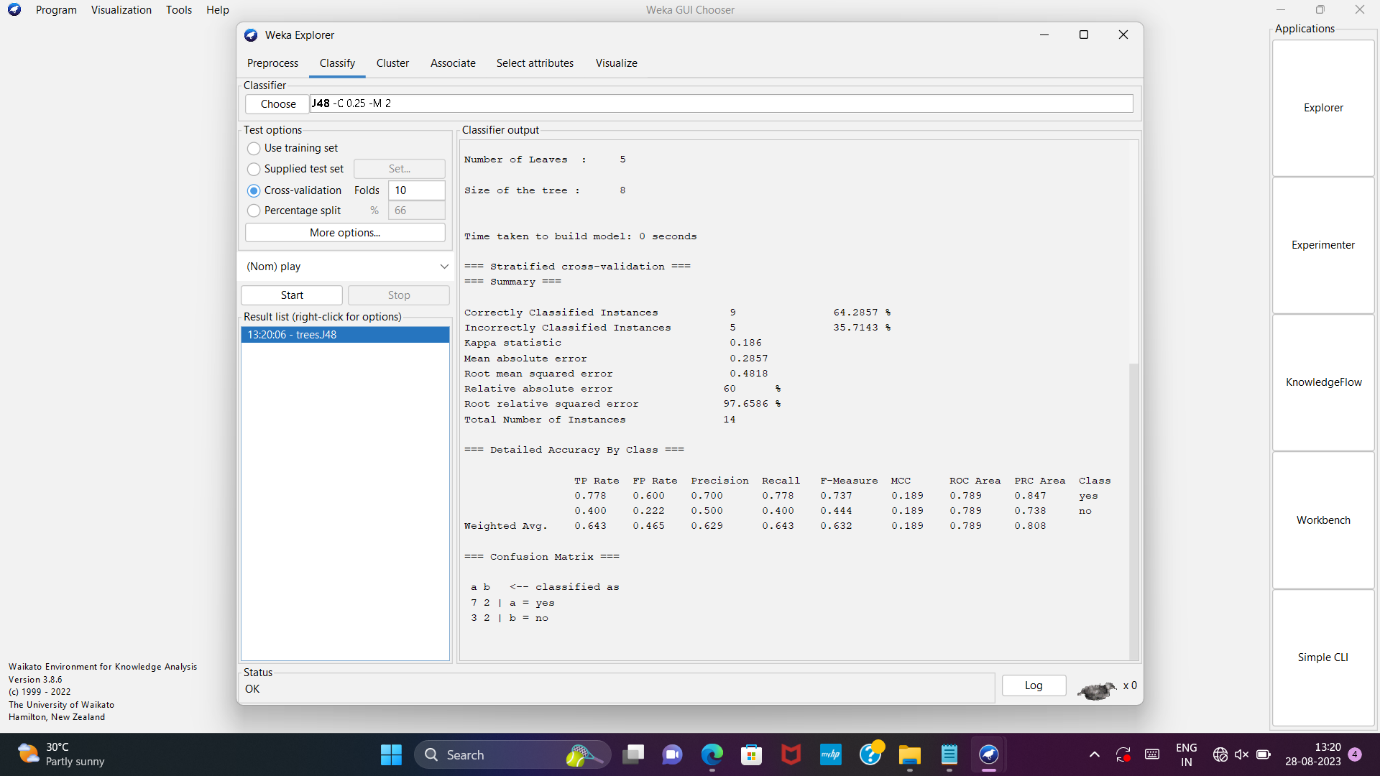 Program Visualization Tools Help
Weka GUI Chooser
Weka Explorer
Applications
Preprocess Classify Cluster Associate Select attributes Visualize
Classifier
Choose J48 -C 0.25 -M 2
Test options
Use training set
Supplied test set Set...
Cross-validation Folds 10
Percentage split % 66
More options...
(Nom) play
Start Stop
Result list (right-click for options)
13:20:06 - trees.J48
Classifier output
Number of Leaves : 5
Size of the tree : 8
Time taken to build model: 0 seconds
=== Stratified cross-validation ===
=== Summary ===
Correctly Classified Instances 9 64.2857 %
Incorrectly Classified Instances 5 35.7143 %
Kappa statistic 0.186
Mean absolute error 0.2857
Root mean squared error 0.4818
Relative absolute error 60 %
Root relative squared error 97.6586 %
Total Number of Instances 14
=== Detailed Accuracy By Class ===
TP Rate FP Rate Precision Recall F-Measure MCC ROC Area PRC Area Class
0.778 0.600 0.700 0.778 0.737 0.189 0.789 0.847 yes
0.400 0.222 0.500 0.400 0.444 0.189 0.789 0.738 no
Weighted Avg. 0.643 0.465 0.629 0.643 0.632 0.189 0.789 0.808
=== Confusion Matrix ===
a b <-- classified as
7 2 | a = yes
3 2 | b = no
Status
OK
Log
x 0
Explorer
Experimenter
KnowledgeFlow
Workbench
Simple CLI
Waikato Environment for Knowledge Analysis
Version 3.8.6
(c) 1999 - 2022
The University of Waikato
Hamilton, New Zealand
30°C
Partly sunny
Search
myhp
ENG
IN
13:20
28-08-2023
4